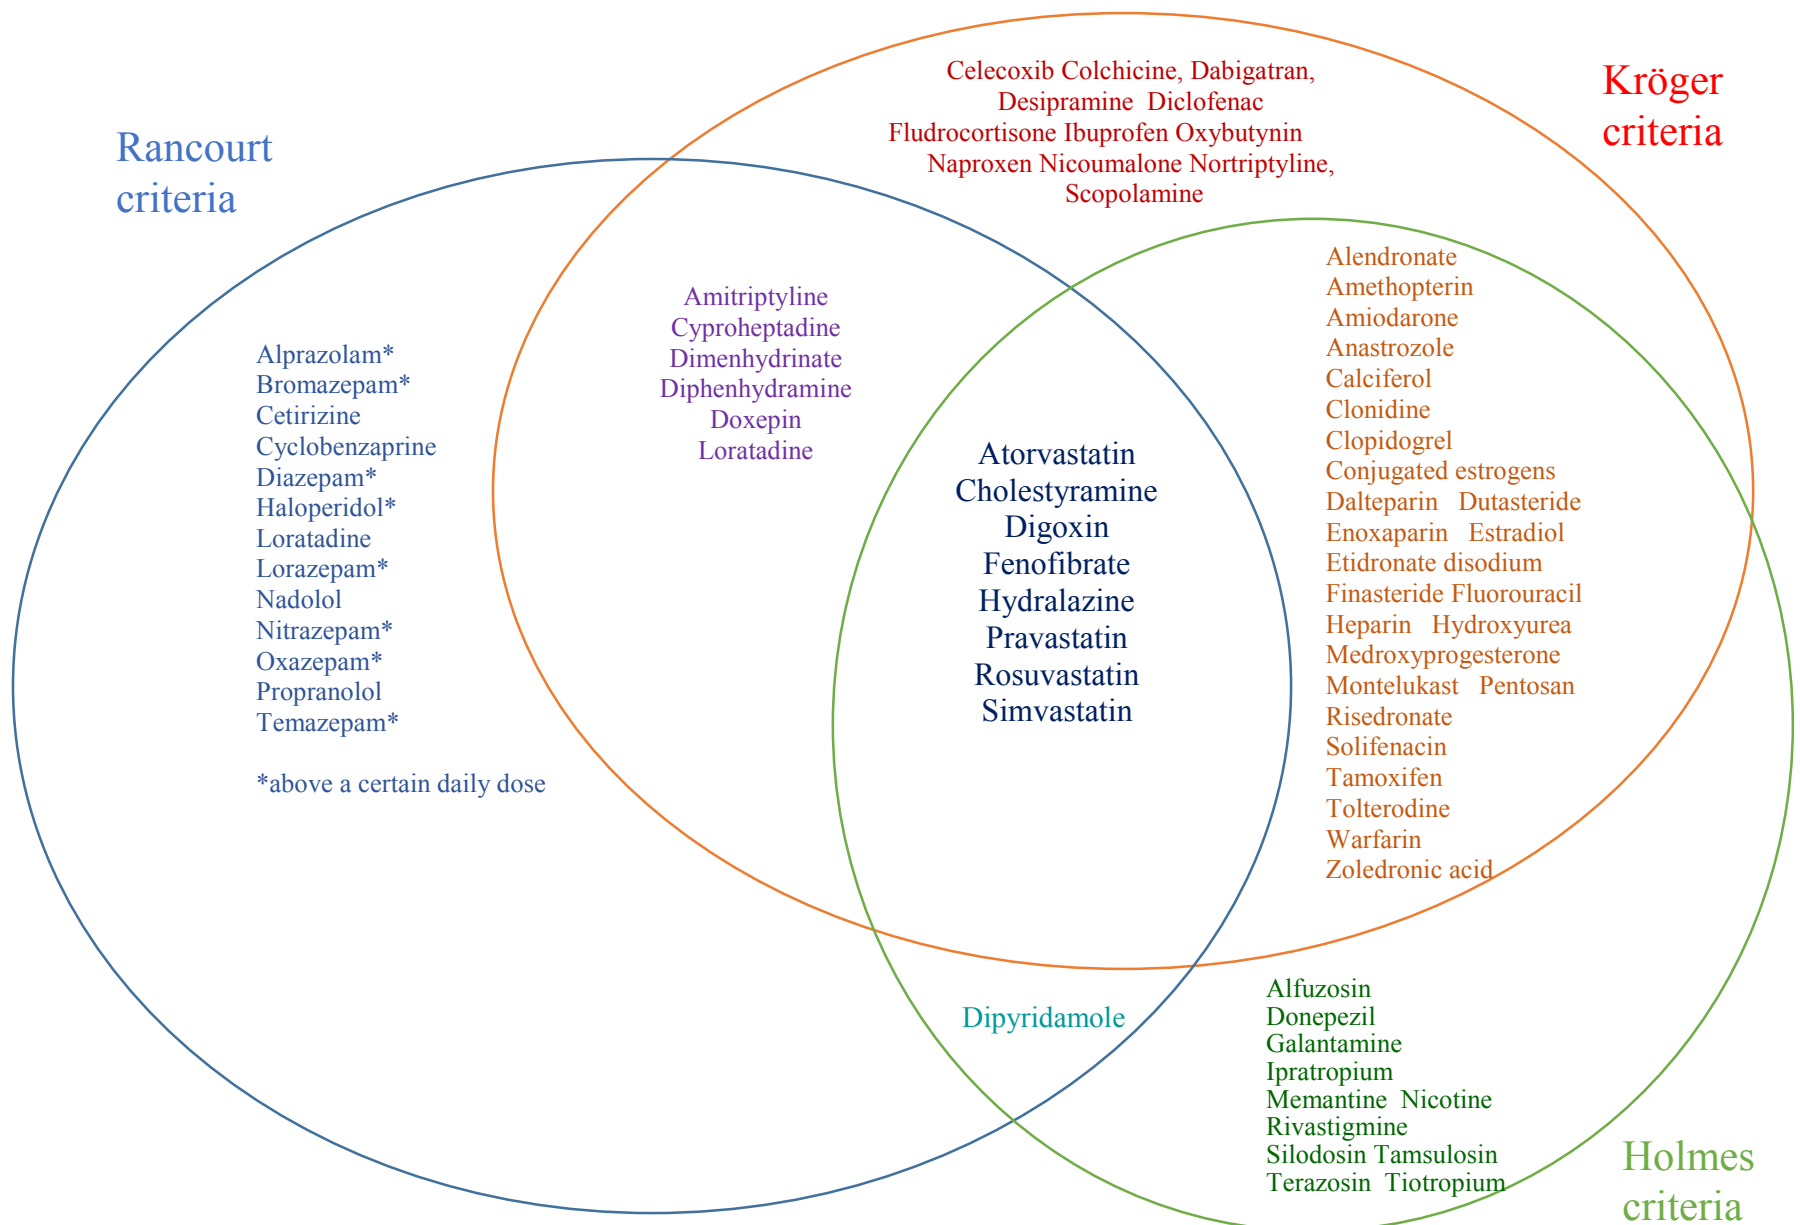 Rancourt
criteria
Kröger
criteria
Celecoxib Colchicine, Dabigatran,
Desipramine Diclofenac
Fludrocortisone Ibuprofen Oxybutynin
Naproxen Nicoumalone Nortriptyline,
Scopolamine
Alprazolam*
Bromazepam*
Cetirizine
Cyclobenzaprine
Diazepam*
Haloperidol*
Loratadine
Lorazepam*
Nadolol
Nitrazepam*
Oxazepam*
Propranolol
Temazepam*
*above a certain daily dose
Amitriptyline
Cyproheptadine
Dimenhydrinate
Diphenhydramine
Doxepin
Loratadine
Atorvastatin
Cholestyramine
Digoxin
Fenofibrate
Hydralazine
Pravastatin
Rosuvastatin
Simvastatin
Alendronate
Amethopterin
Amiodarone
Anastrozole
Calciferol
Clonidine
Clopidogrel
Conjugated estrogens
Dalteparin Dutasteride
Enoxaparin Estradiol
Etidronate disodium
Finasteride Fluorouracil
Heparin Hydroxyurea
Medroxyprogesterone
Montelukast Pentosan
Risedronate
Solifenacin
Tamoxifen
Tolterodine
Warfarin
Zoledronic acid
Dipyridamole
Alfuzosin
Donepezil
Galantamine
Ipratropium
Memantine Nicotine
Rivastigmine
Silodosin Tamsulosin
Terazosin Tiotropium
Holmes
criteria